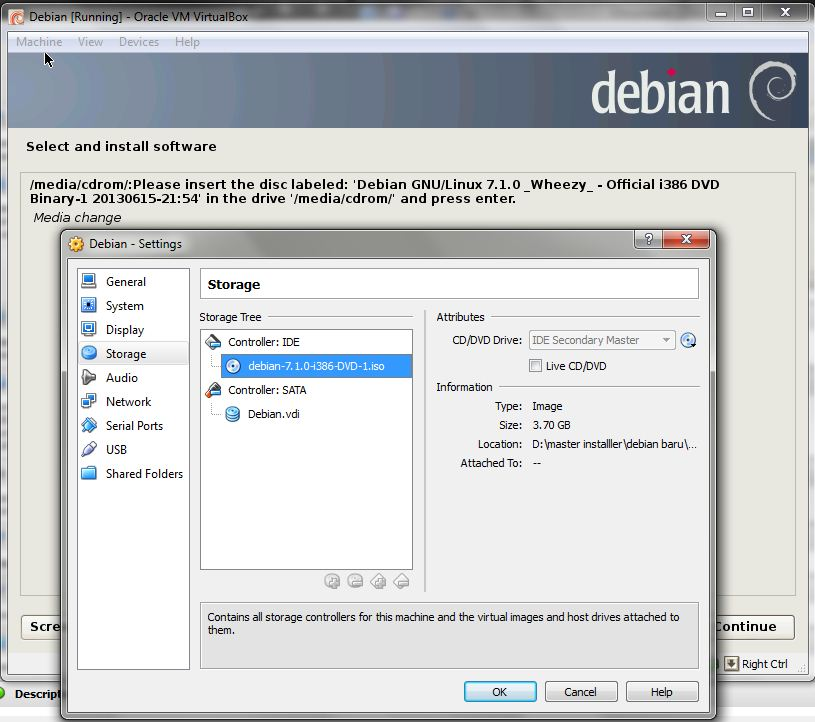 Debian [Running] - Oracle VM VirtualBox
Machine View Devices Help
debian
Select and install software
/media/cdrom/:Please insert the disc labeled: 'Debian GNU/Linux 7.1.0 _Wheezy_ - Official i386 DVD
Binary-1 20130615-21:54' in the drive '/media/cdrom/' and press enter.
Media change
Debian - Settings
General
System
Display
Storage
Audio
Network
Serial Ports
USB
Shared Folders
Storage
Storage Tree
Controller: IDE
debian-7.1.0-i386-DVD-1.iso
Controller: SATA
Debian.vdi
Attributes
CD/DVD Drive: IDE Secondary Master
Live CD/DVD
Information
Type: Image
Size: 3.70 GB
Location: D:\master installler\debian baru\...
Attached To: --
Contains all storage controllers for this machine and the virtual images and host drives attached to
them.
OK Cancel Help
Scre
Continue
Right Ctrl
Descript